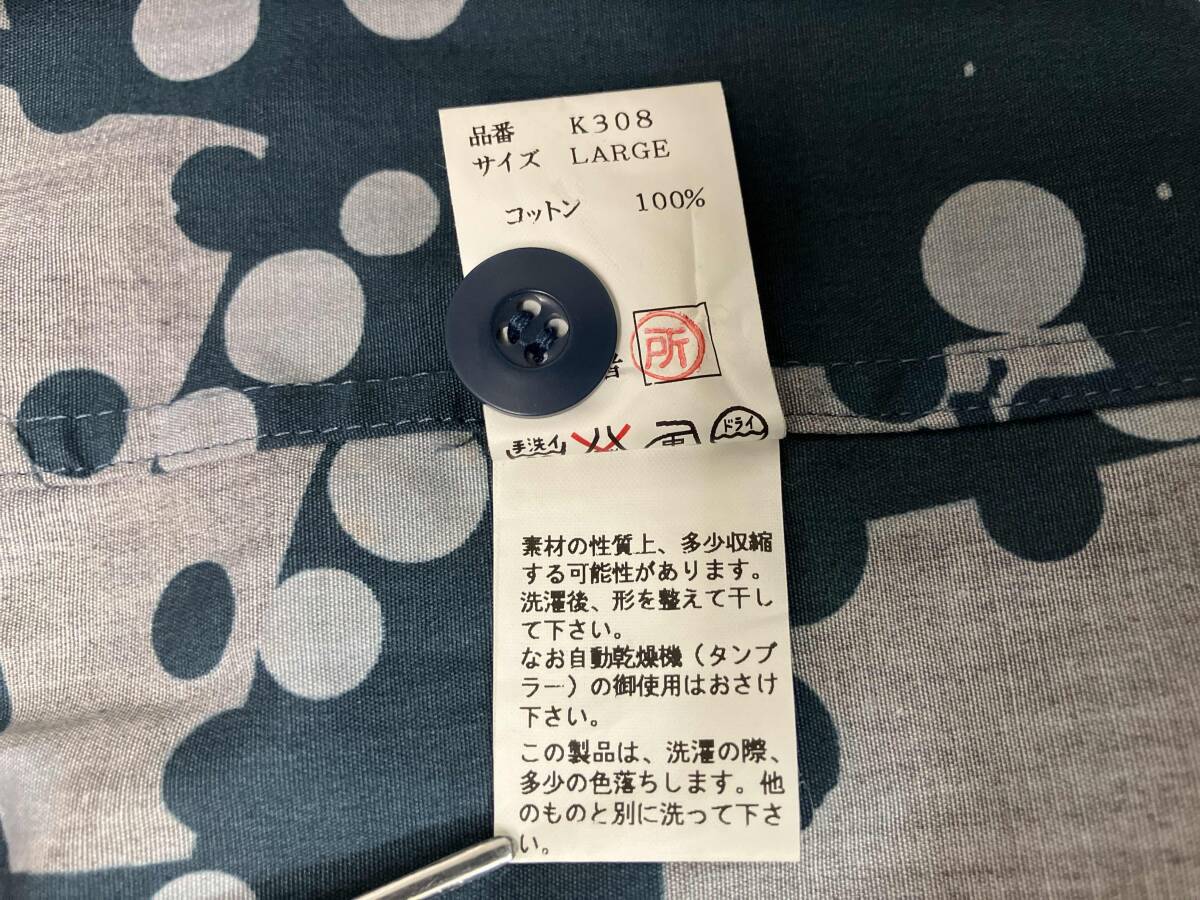 品番 K308
サイズ LARGE
コットン 100%
所
手洗イ ドライ
素材の性質上、多少収縮
する可能性があります。
洗濯後、形を整えて干し
て下さい。
なお自動乾燥機(タンブ
ラー)の御使用はおさけ
下さい。
この製品は、洗濯の際、
多少の色落ちします。他
のものと別に洗って下さ
い。